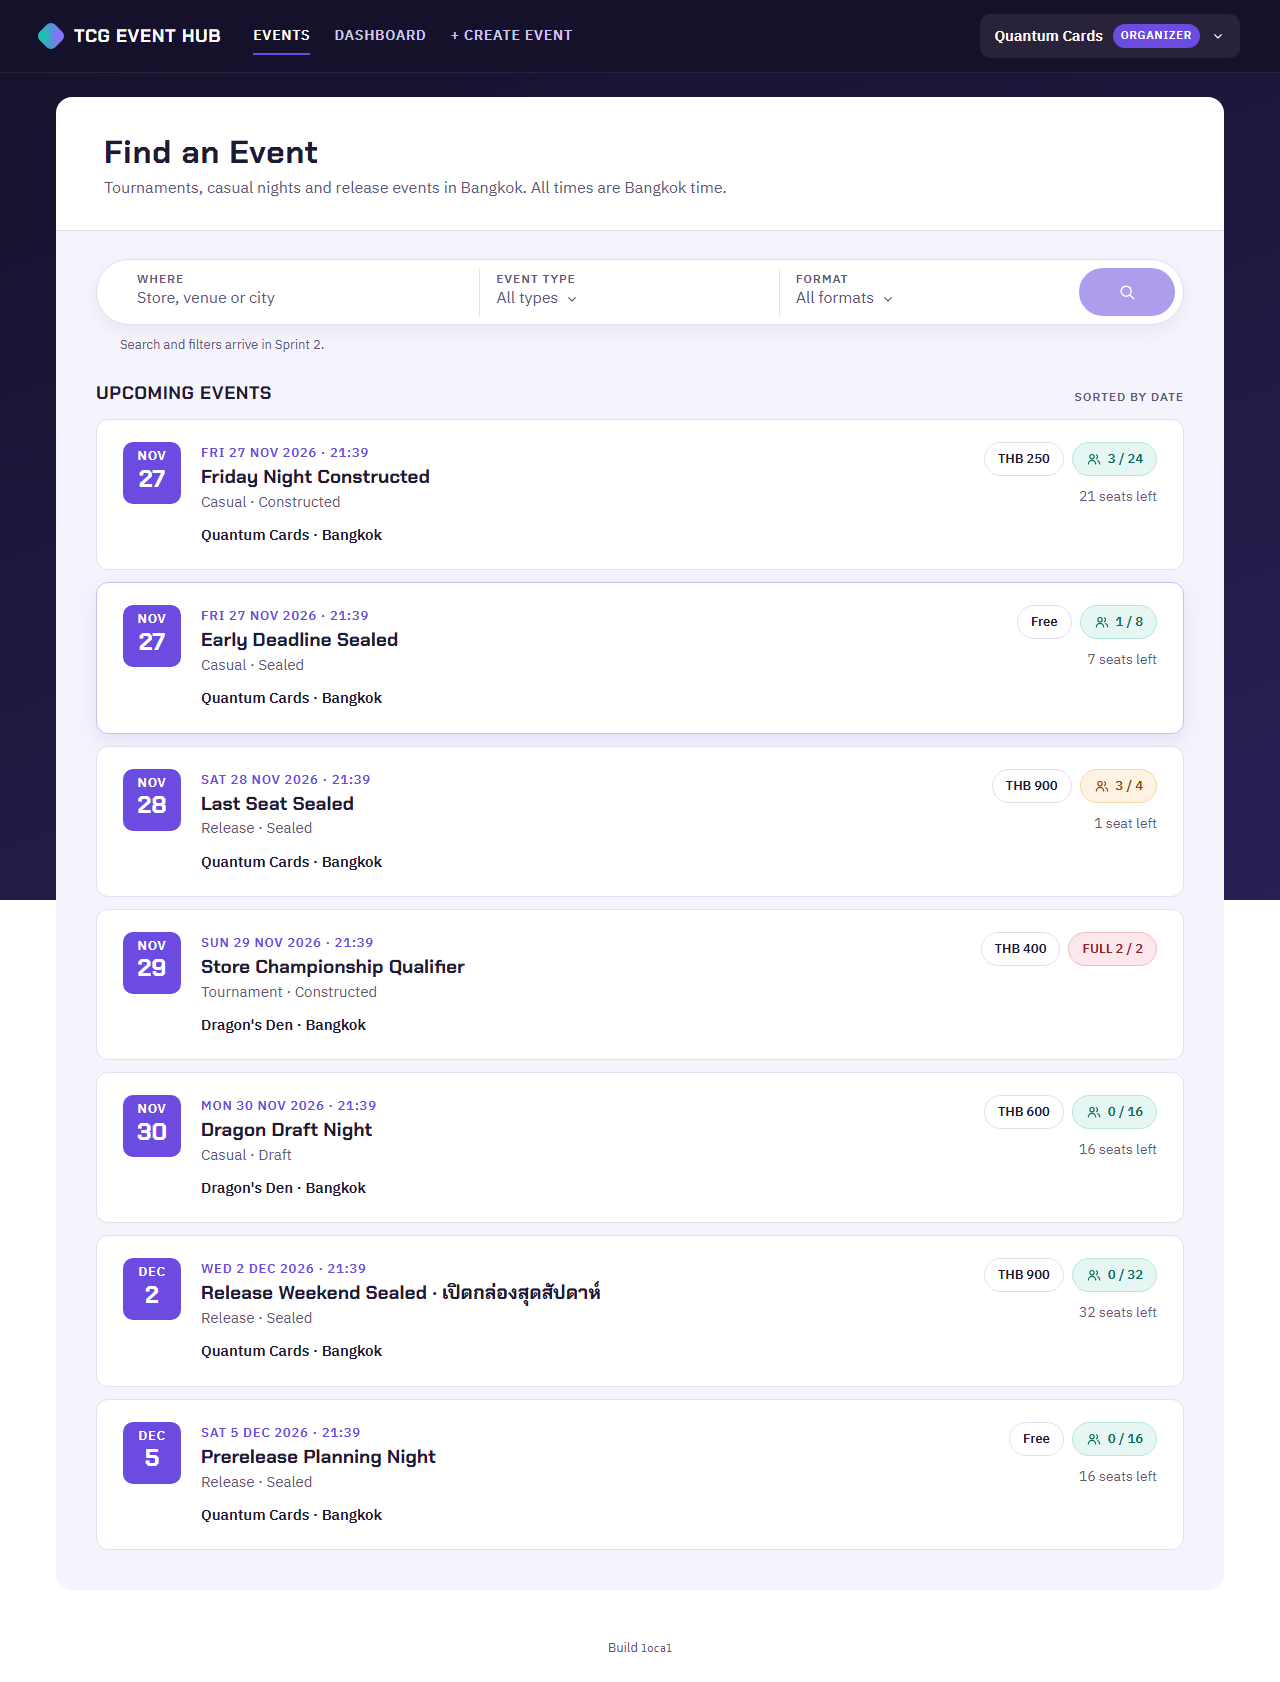 TCG EVENT HUB
EVENTS
DASHBOARD
+ CREATE EVENT
Quantum Cards
ORGANIZER
Find an Event
Tournaments, casual nights and release events in Bangkok. All times are Bangkok time.
WHERE
Store, venue or city
EVENT TYPE
All types
FORMAT
All formats
Search and filters arrive in Sprint 2.
UPCOMING EVENTS
SORTED BY DATE
NOV
27
FRI 27 NOV 2026 · 21:39
Friday Night Constructed
Casual · Constructed
Quantum Cards · Bangkok
THB 250
3 / 24
21 seats left
NOV
27
FRI 27 NOV 2026 · 21:39
Early Deadline Sealed
Casual · Sealed
Quantum Cards · Bangkok
Free
1 / 8
7 seats left
NOV
28
SAT 28 NOV 2026 · 21:39
Last Seat Sealed
Release · Sealed
Quantum Cards · Bangkok
THB 900
3 / 4
1 seat left
NOV
29
SUN 29 NOV 2026 · 21:39
Store Championship Qualifier
Tournament · Constructed
Dragon's Den · Bangkok
THB 400
FULL 2 / 2
NOV
30
MON 30 NOV 2026 · 21:39
Dragon Draft Night
Casual · Draft
Dragon's Den · Bangkok
THB 600
0 / 16
16 seats left
DEC
2
WED 2 DEC 2026 · 21:39
Release Weekend Sealed · เปิดกล่องสุดสัปดาห์
Release · Sealed
Quantum Cards · Bangkok
THB 900
0 / 32
32 seats left
DEC
5
SAT 5 DEC 2026 · 21:39
Prerelease Planning Night
Release · Sealed
Quantum Cards · Bangkok
Free
0 / 16
16 seats left
Build local